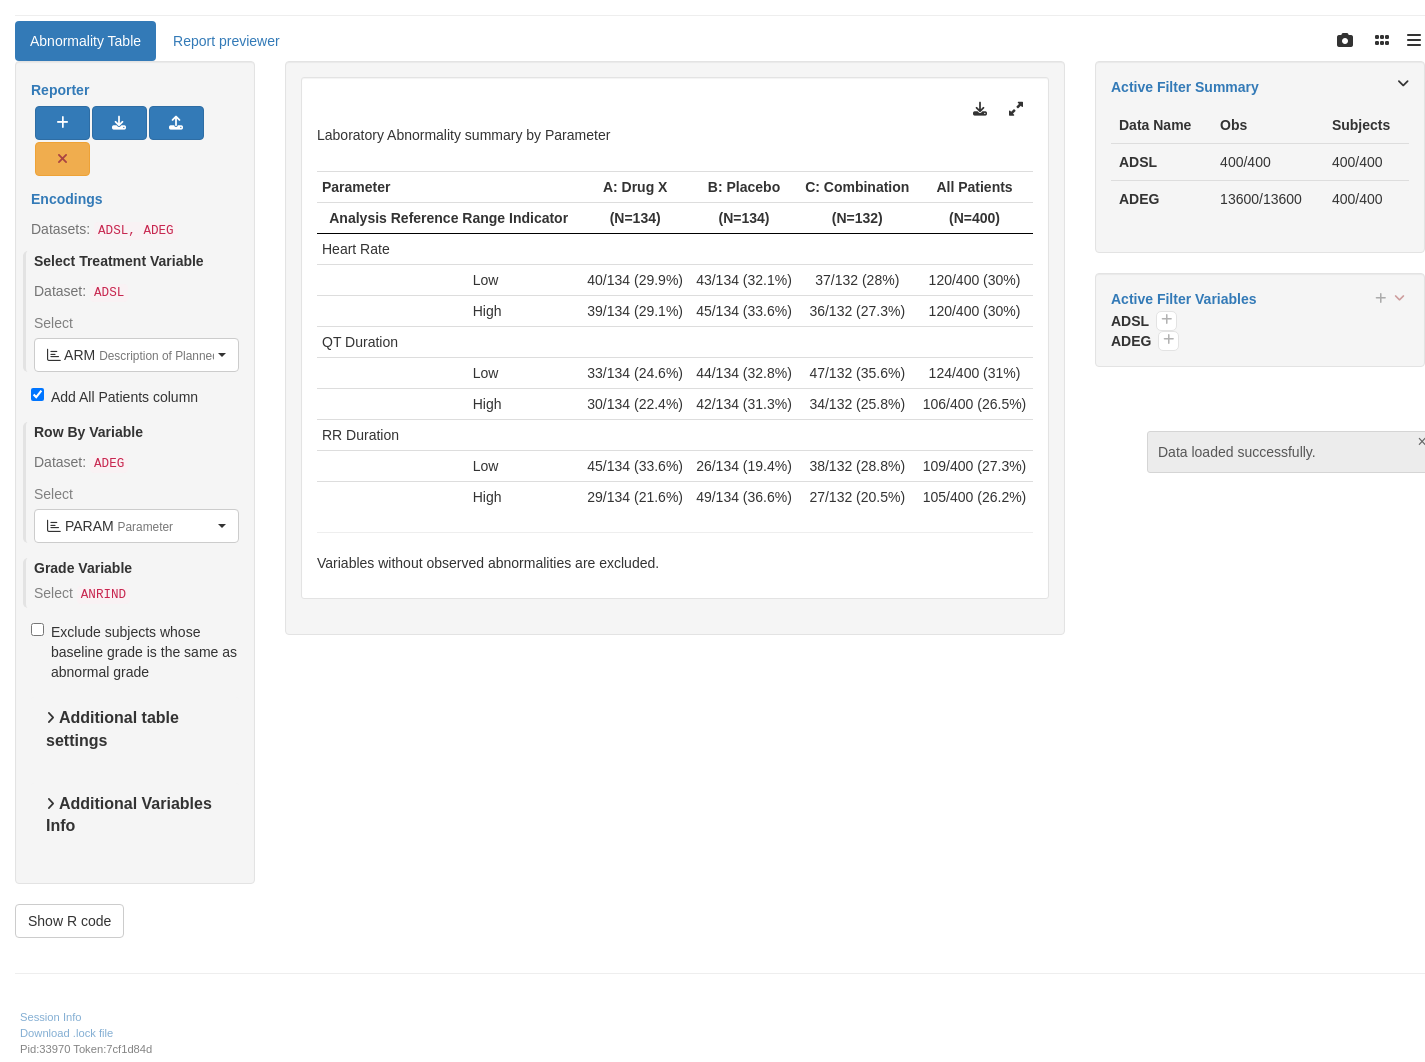 Abnormality Table
Report previewer
Reporter
Encodings
Datasets: ADSL, ADEG
Select Treatment Variable
Dataset: ADSL
Select
ARM Description of Planned
Add All Patients column
Row By Variable
Dataset: ADEG
Select
PARAM Parameter
Grade Variable
Select ANRIND
Exclude subjects whose
baseline grade is the same as
abnormal grade
Additional table
settings
Additional Variables
Info
Show R code
Laboratory Abnormality summary by Parameter
Parameter A: Drug X B: Placebo C: Combination All Patients
Analysis Reference Range Indicator (N=134) (N=134) (N=132) (N=400)
Heart Rate
Low 40/134 (29.9%) 43/134 (32.1%) 37/132 (28%) 120/400 (30%)
High 39/134 (29.1%) 45/134 (33.6%) 36/132 (27.3%) 120/400 (30%)
QT Duration
Low 33/134 (24.6%) 44/134 (32.8%) 47/132 (35.6%) 124/400 (31%)
High 30/134 (22.4%) 42/134 (31.3%) 34/132 (25.8%) 106/400 (26.5%)
RR Duration
Low 45/134 (33.6%) 26/134 (19.4%) 38/132 (28.8%) 109/400 (27.3%)
High 29/134 (21.6%) 49/134 (36.6%) 27/132 (20.5%) 105/400 (26.2%)
Variables without observed abnormalities are excluded.
Active Filter Summary
Data Name Obs Subjects
ADSL 400/400 400/400
ADEG 13600/13600 400/400
Active Filter Variables
ADSL
ADEG
Data loaded successfully.
Session Info
Download .lock file
Pid:33970 Token:7cf1d84d